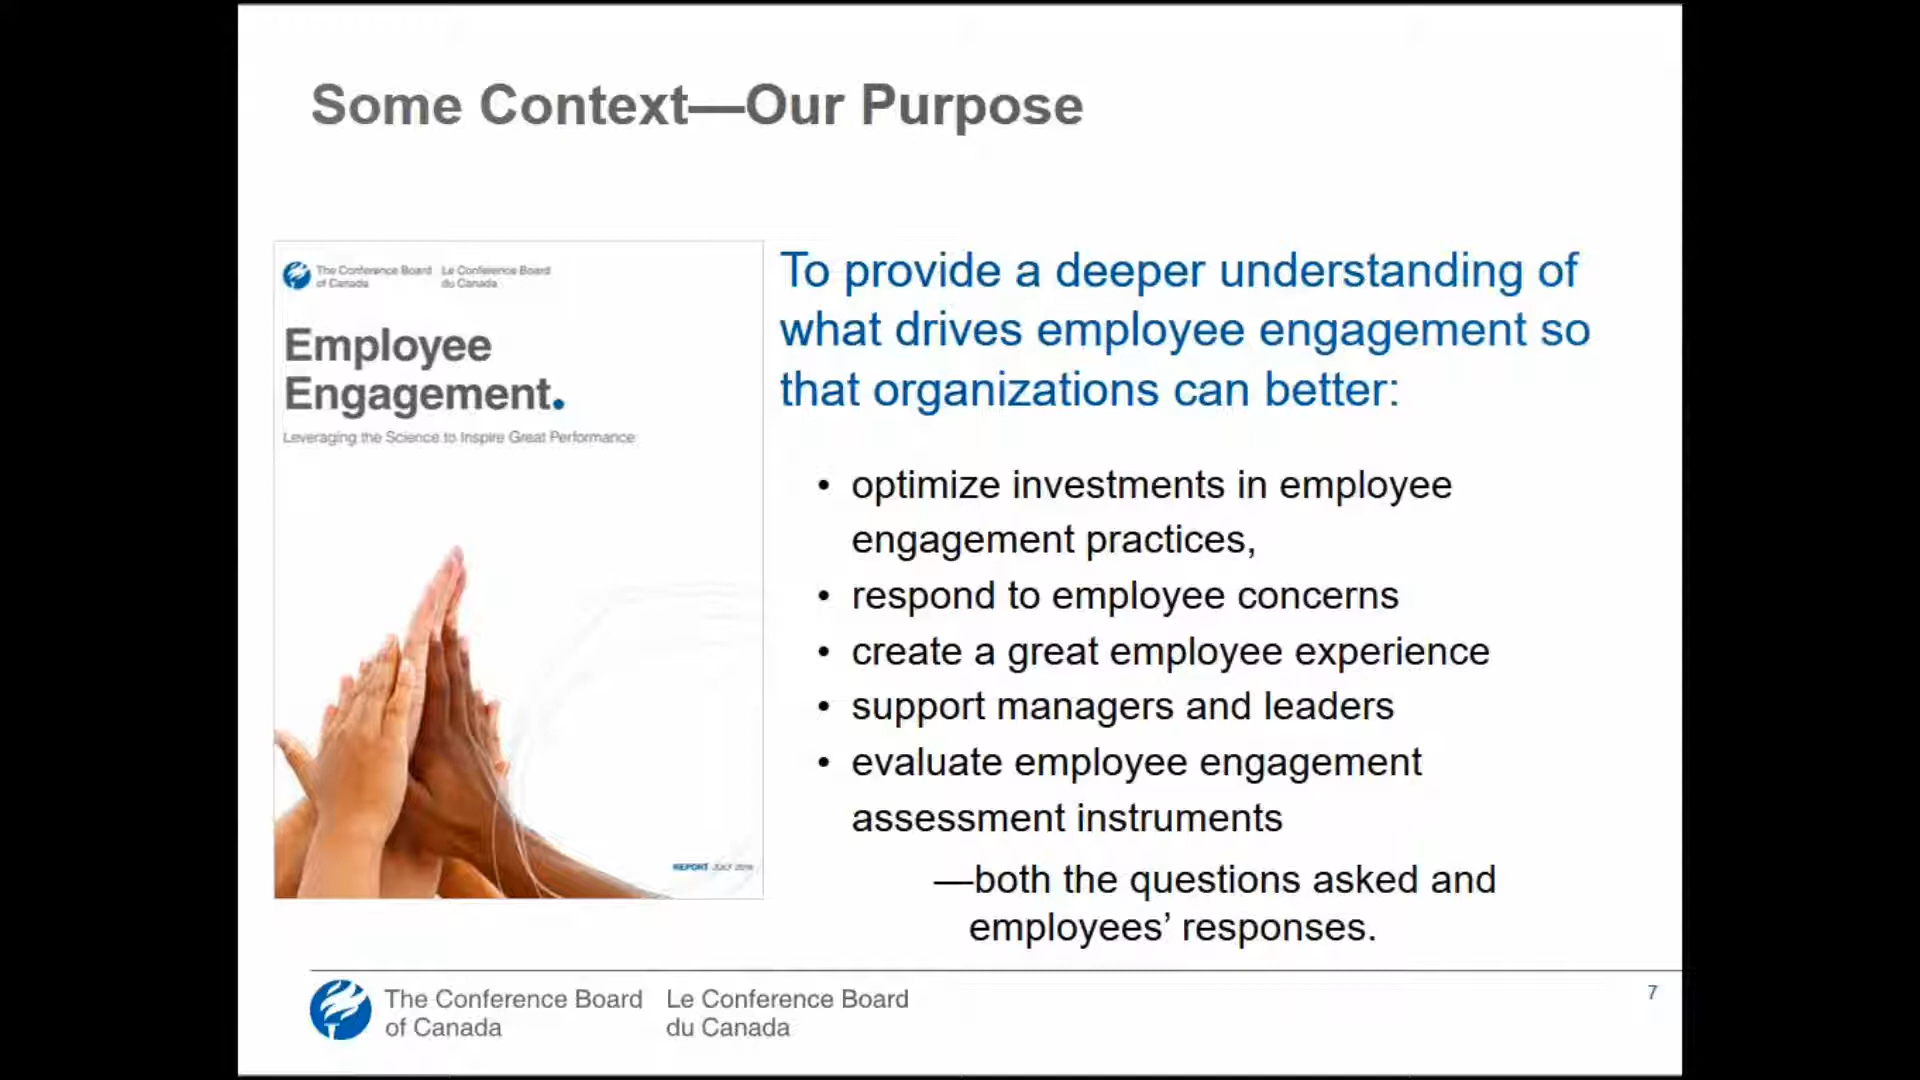 Some Context—Our Purpose
The Conference Board Le Conference Board
of Canada du Canada
Employee
Engagement.
Leveraging the Science to Inspire Great Performance
REPORT JULY
To provide a deeper understanding of
what drives employee engagement so
that organizations can better:
• optimize investments in employee
engagement practices,
• respond to employee concerns
• create a great employee experience
• support managers and leaders
• evaluate employee engagement
assessment instruments
—both the questions asked and
employees’ responses.
The Conference Board Le Conference Board
of Canada du Canada
7